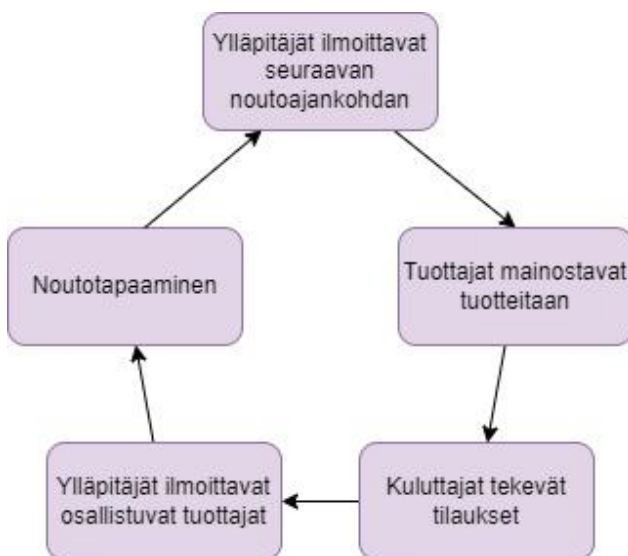 Ylläpitäjät ilmoittavat
seuraavan
noutoajankohdan
Tuottajat mainostavat
tuotteitaan
Kuluttajat tekevät
tilaukset
Ylläpitäjät ilmoittavat
osallistuvat tuottajat
Noutotapaaminen